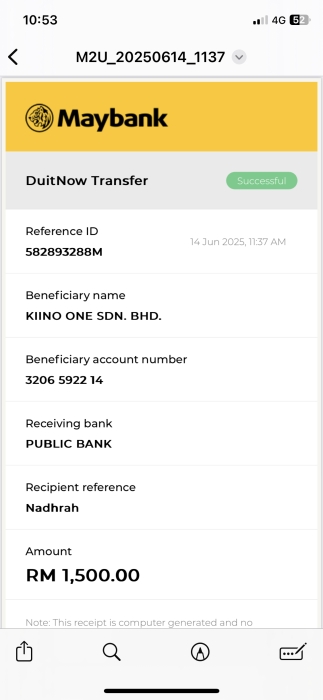 10:53
4G 52
M2U_20250614_1137
Maybank
DuitNow Transfer
Successful
Reference ID
14 Jun 2025, 11:37 AM
582893288M
Beneficiary name
KIINO ONE SDN. BHD.
Beneficiary account number
3206 5922 14
Receiving bank
PUBLIC BANK
Recipient reference
Nadhrah
Amount
RM 1,500.00
Note: This receipt is computer generated and no